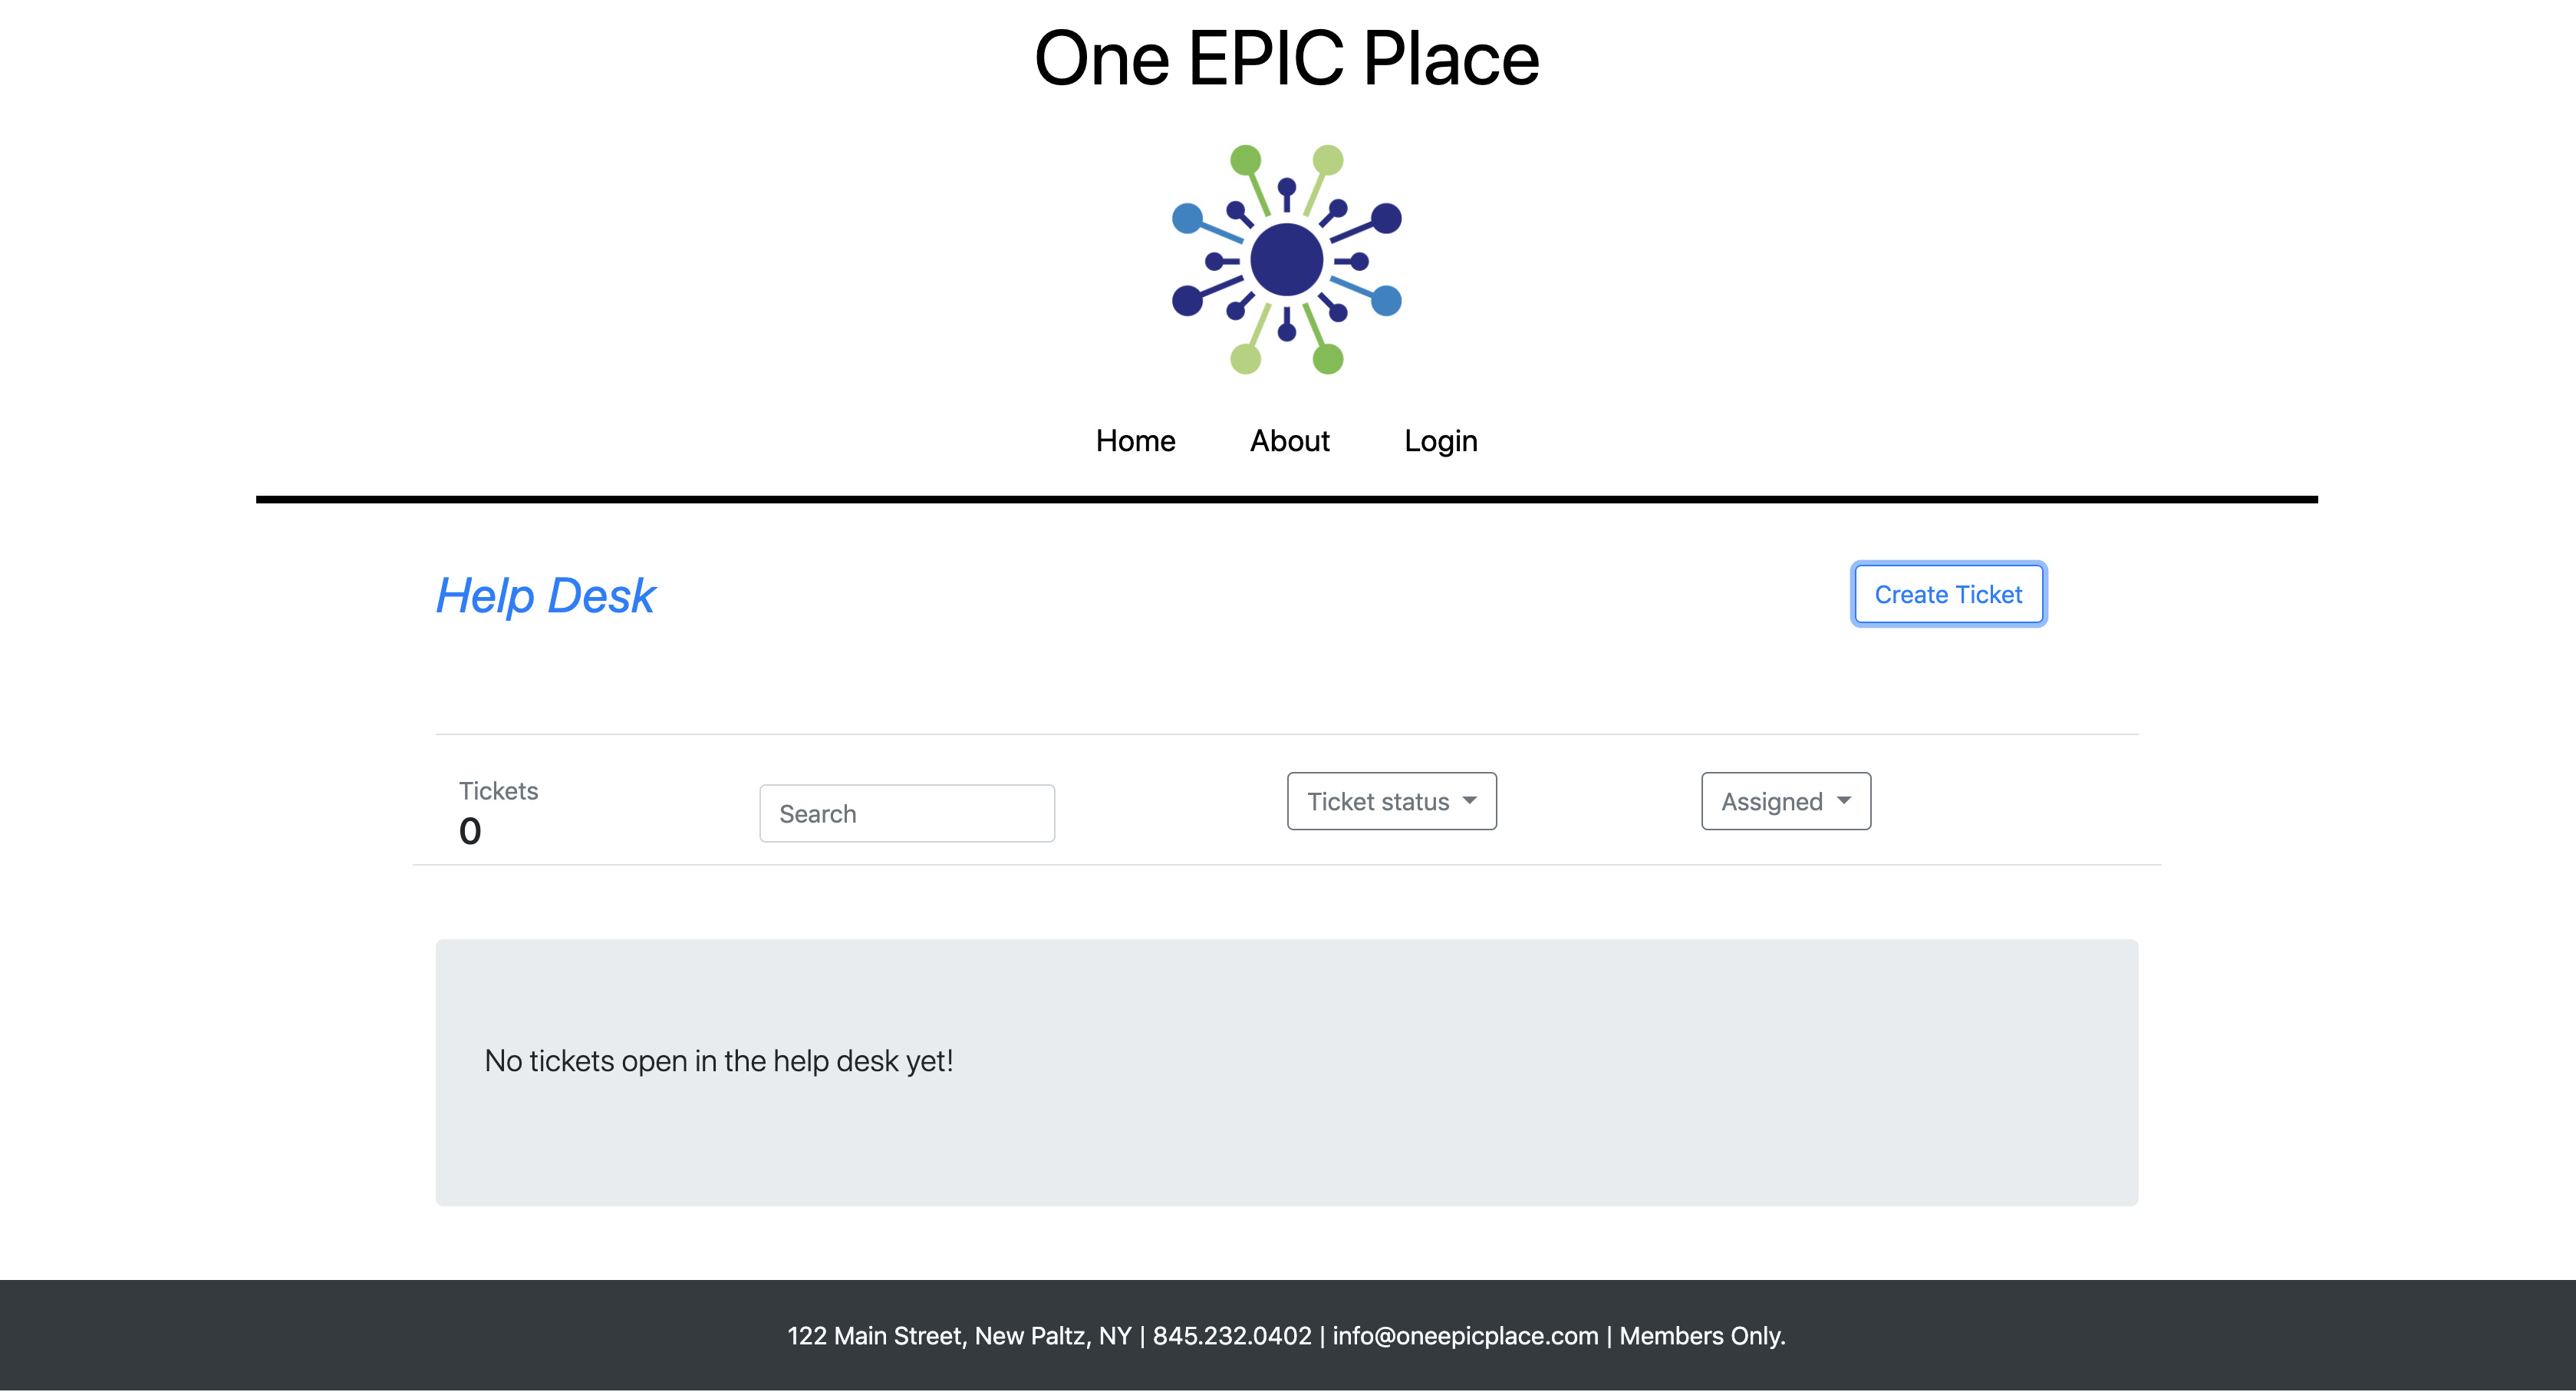 One EPIC Place
Home About Login
Help Desk
Create Ticket
Tickets
0
Search
Ticket status
Assigned
No tickets open in the help desk yet!
122 Main Street, New Paltz, NY | 845.232.0402 | info@oneepicplace.com | Members Only.